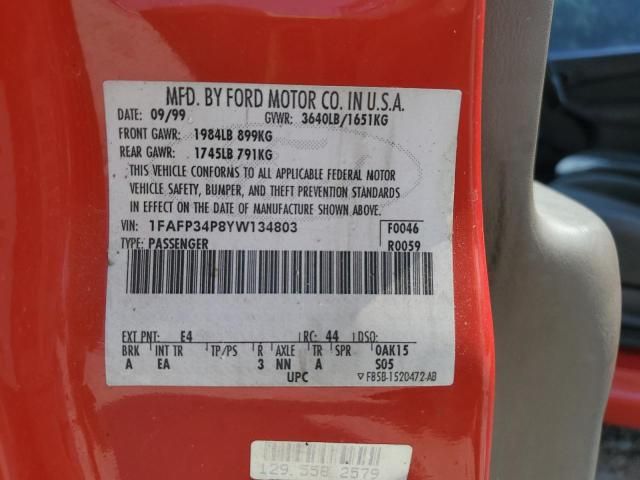 MFD. BY FORD MOTOR CO. IN U.S.A.
DATE: 09/99 GVWR: 3640LB/1651KG
FRONT GAWR: 1984LB 899KG
REAR GAWR: 1745LB 791KG
THIS VEHICLE CONFORMS TO ALL APPLICABLE FEDERAL MOTOR
VEHICLE SAFETY, BUMPER, AND THEFT PREVENTION STANDARDS
IN EFFECT ON THE DATE OF MANUFACTURE SHOWN ABOVE.
VIN: 1FAFP34P8YW134803 F0046
TYPE: PASSENGER R0059
EXT PNT: E4 RC: 44 DSO:
BRK INT TR TP/PS R AXLE TR SPR 0AK15
A EA 3 NN A S05
UPC ▽F85B-1520472-AB
129 558 2579